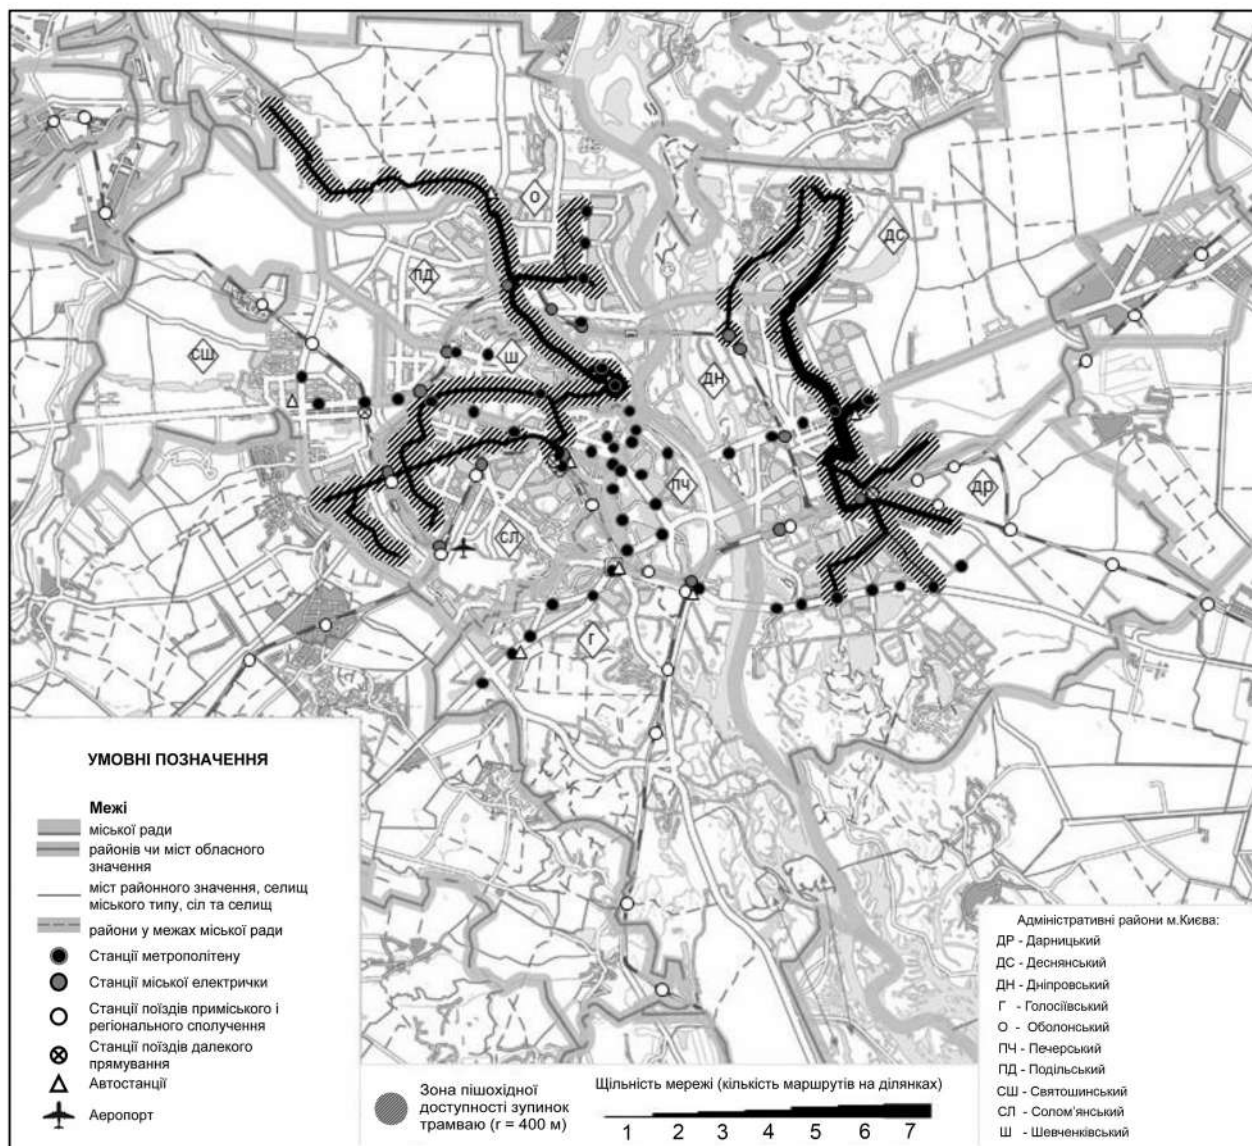 О
ДС
ПД
СШ
Ш
ДН
ПЧ
ДР
СЛ
Г
УМОВНІ ПОЗНАЧЕННЯ
Межі
міської ради
районів чи міст обласного
значення
міст районного значення, селищ
міського типу, сіл та селищ
райони у межах міської ради
Станції метрополітену
Станції міської електрички
Станції поїздів приміського і
регіонального сполучення
Станції поїздів далекого
прямування
Автостанції
Аеропорт
Зона пішохідної
доступності зупинок
трамваю (r = 400 м)
Щільність мережі (кількість маршрутів на ділянках)
1 2 3 4 5 6 7
Адміністративні райони м.Києва:
ДР - Дарницький
ДС - Деснянський
ДН - Дніпровський
Г - Голосіївський
О - Оболонський
ПЧ - Печерський
ПД - Подільський
СШ - Святошинський
СЛ - Солом'янський
Ш - Шевченківський